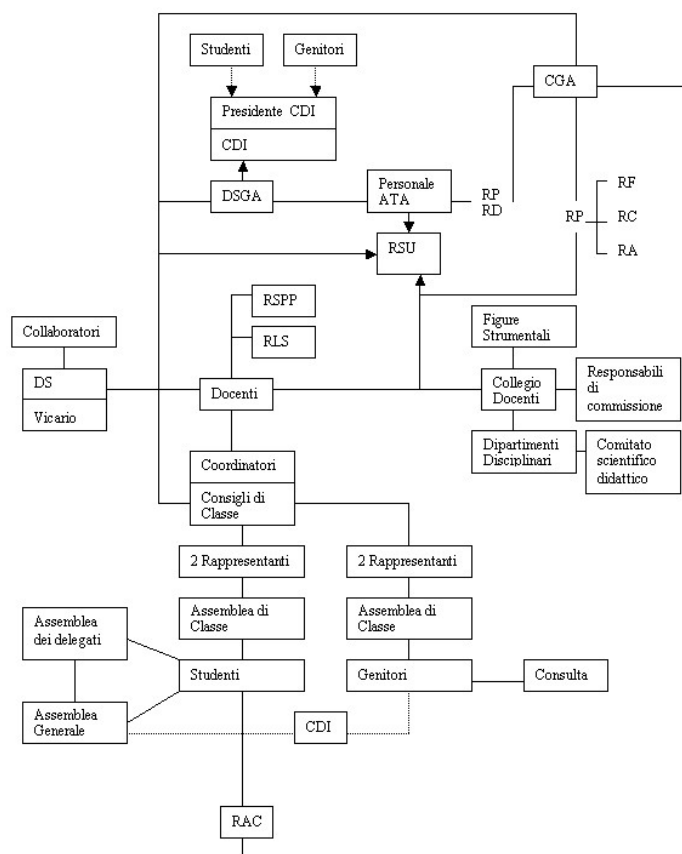 Studenti
Genitori
CGA
Presidente CDI
CDI
DSGA
Personale
ATA
RP
RD
RF
RP
RC
RA
RSU
RSPP
RLS
Collaboratori
DS
Vicario
Docenti
Figure
Strumentali
Collegio
Docenti
Responsabili
di
commissione
Dipartimenti
Disciplinari
Comitato
scientifico
didattico
Coordinatori
Consigli di
Classe
2 Rappresentanti
2 Rappresentanti
Assemblea di
Classe
Assemblea di
Classe
Assemblea
dei delegati
Studenti
Genitori
Consulta
Assemblea
Generale
CDI
RAC